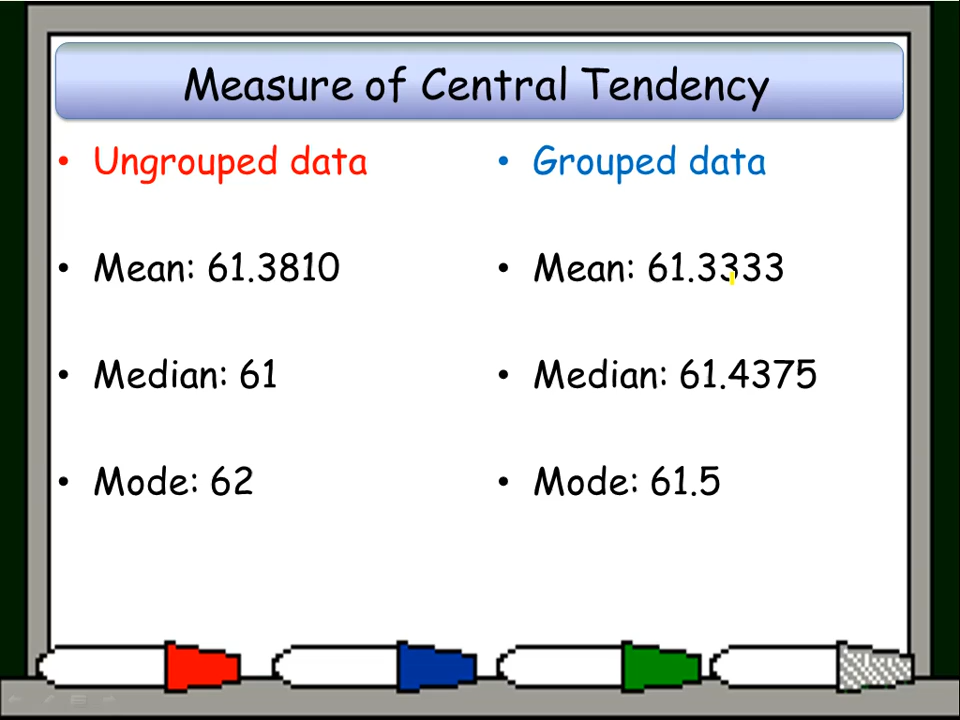 Measure of Central Tendency
• Ungrouped data
• Mean: 61.3810
• Median: 61
• Mode: 62
• Grouped data
• Mean: 61.3333
• Median: 61.4375
• Mode: 61.5